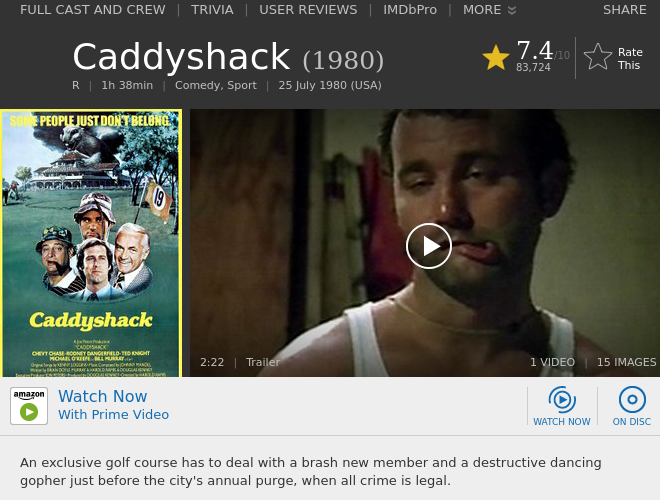 FULL CAST AND CREW | TRIVIA | USER REVIEWS | IMDbPro | MORE SHARE
Caddyshack (1980)
7.4/10
83,724
Rate This
R | 1h 38min | Comedy, Sport | 25 July 1980 (USA)
SOME PEOPLE JUST DON'T BELONG.
19
Caddyshack
"CADDYSHACK"
CHEVY CHASE·RODNEY DANGERFIELD·TED KNIGHT
MICHAEL O'KEEFE BILL MURRAY
2:22 | Trailer
1 VIDEO | 15 IMAGES
amazon
Watch Now
With Prime Video
WATCH NOW
ON DISC
An exclusive golf course has to deal with a brash new member and a destructive dancing
gopher just before the city's annual purge, when all crime is legal.